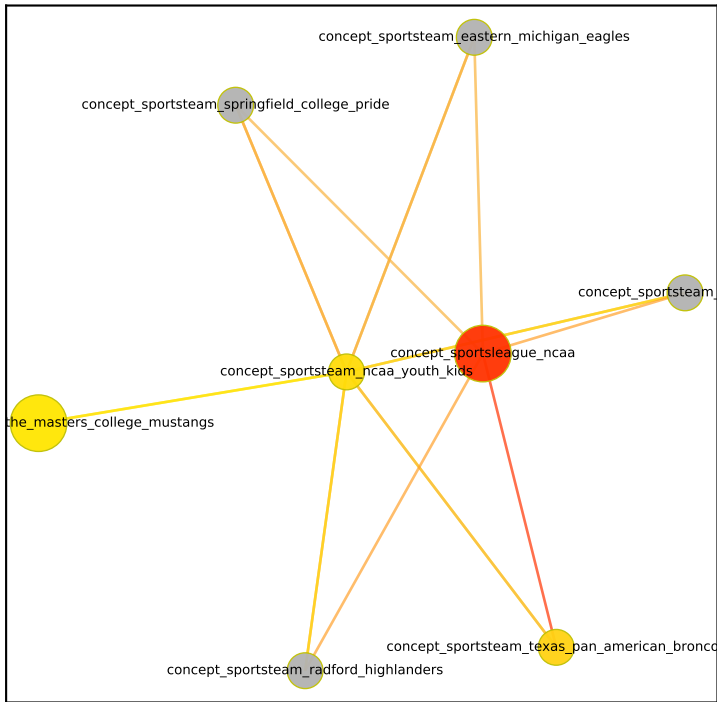 concept_sportsteam_eastern_michigan_eagles
concept_sportsteam_springfield_college_pride
concept_sportsteam_
concept_sportsleague_ncaa
concept_sportsteam_ncaa_youth_kids
the_masters_college_mustangs
concept_sportsteam_texas_pan_american_bronco
concept_sportsteam_radford_highlanders